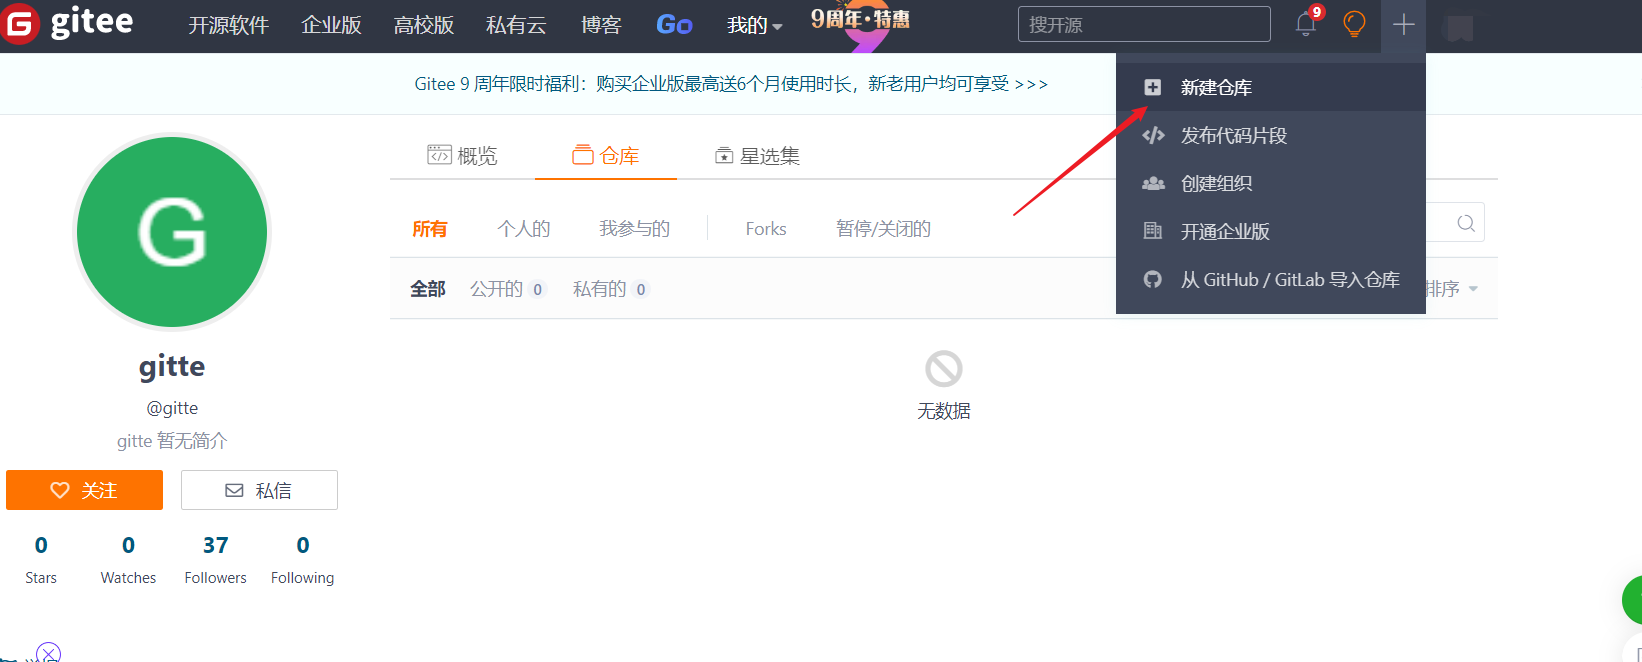 gitee 开源软件 企业版 高校版 私有云 博客 Go 我的 9周年·特惠 搜开源 9
Gitee 9 周年限时福利：购买企业版最高送6个月使用时长，新老用户均可享受 >>>
新建仓库
发布代码片段
创建组织
开通企业版
从 GitHub / GitLab 导入仓库
G
概览 仓库 星选集
所有 个人的 我参与的 Forks 暂停/关闭的
全部 公开的 0 私有的 0 排序
无数据
gitte
@gitte
gitte 暂无简介
关注 私信
0 0 37 0
Stars Watches Followers Following